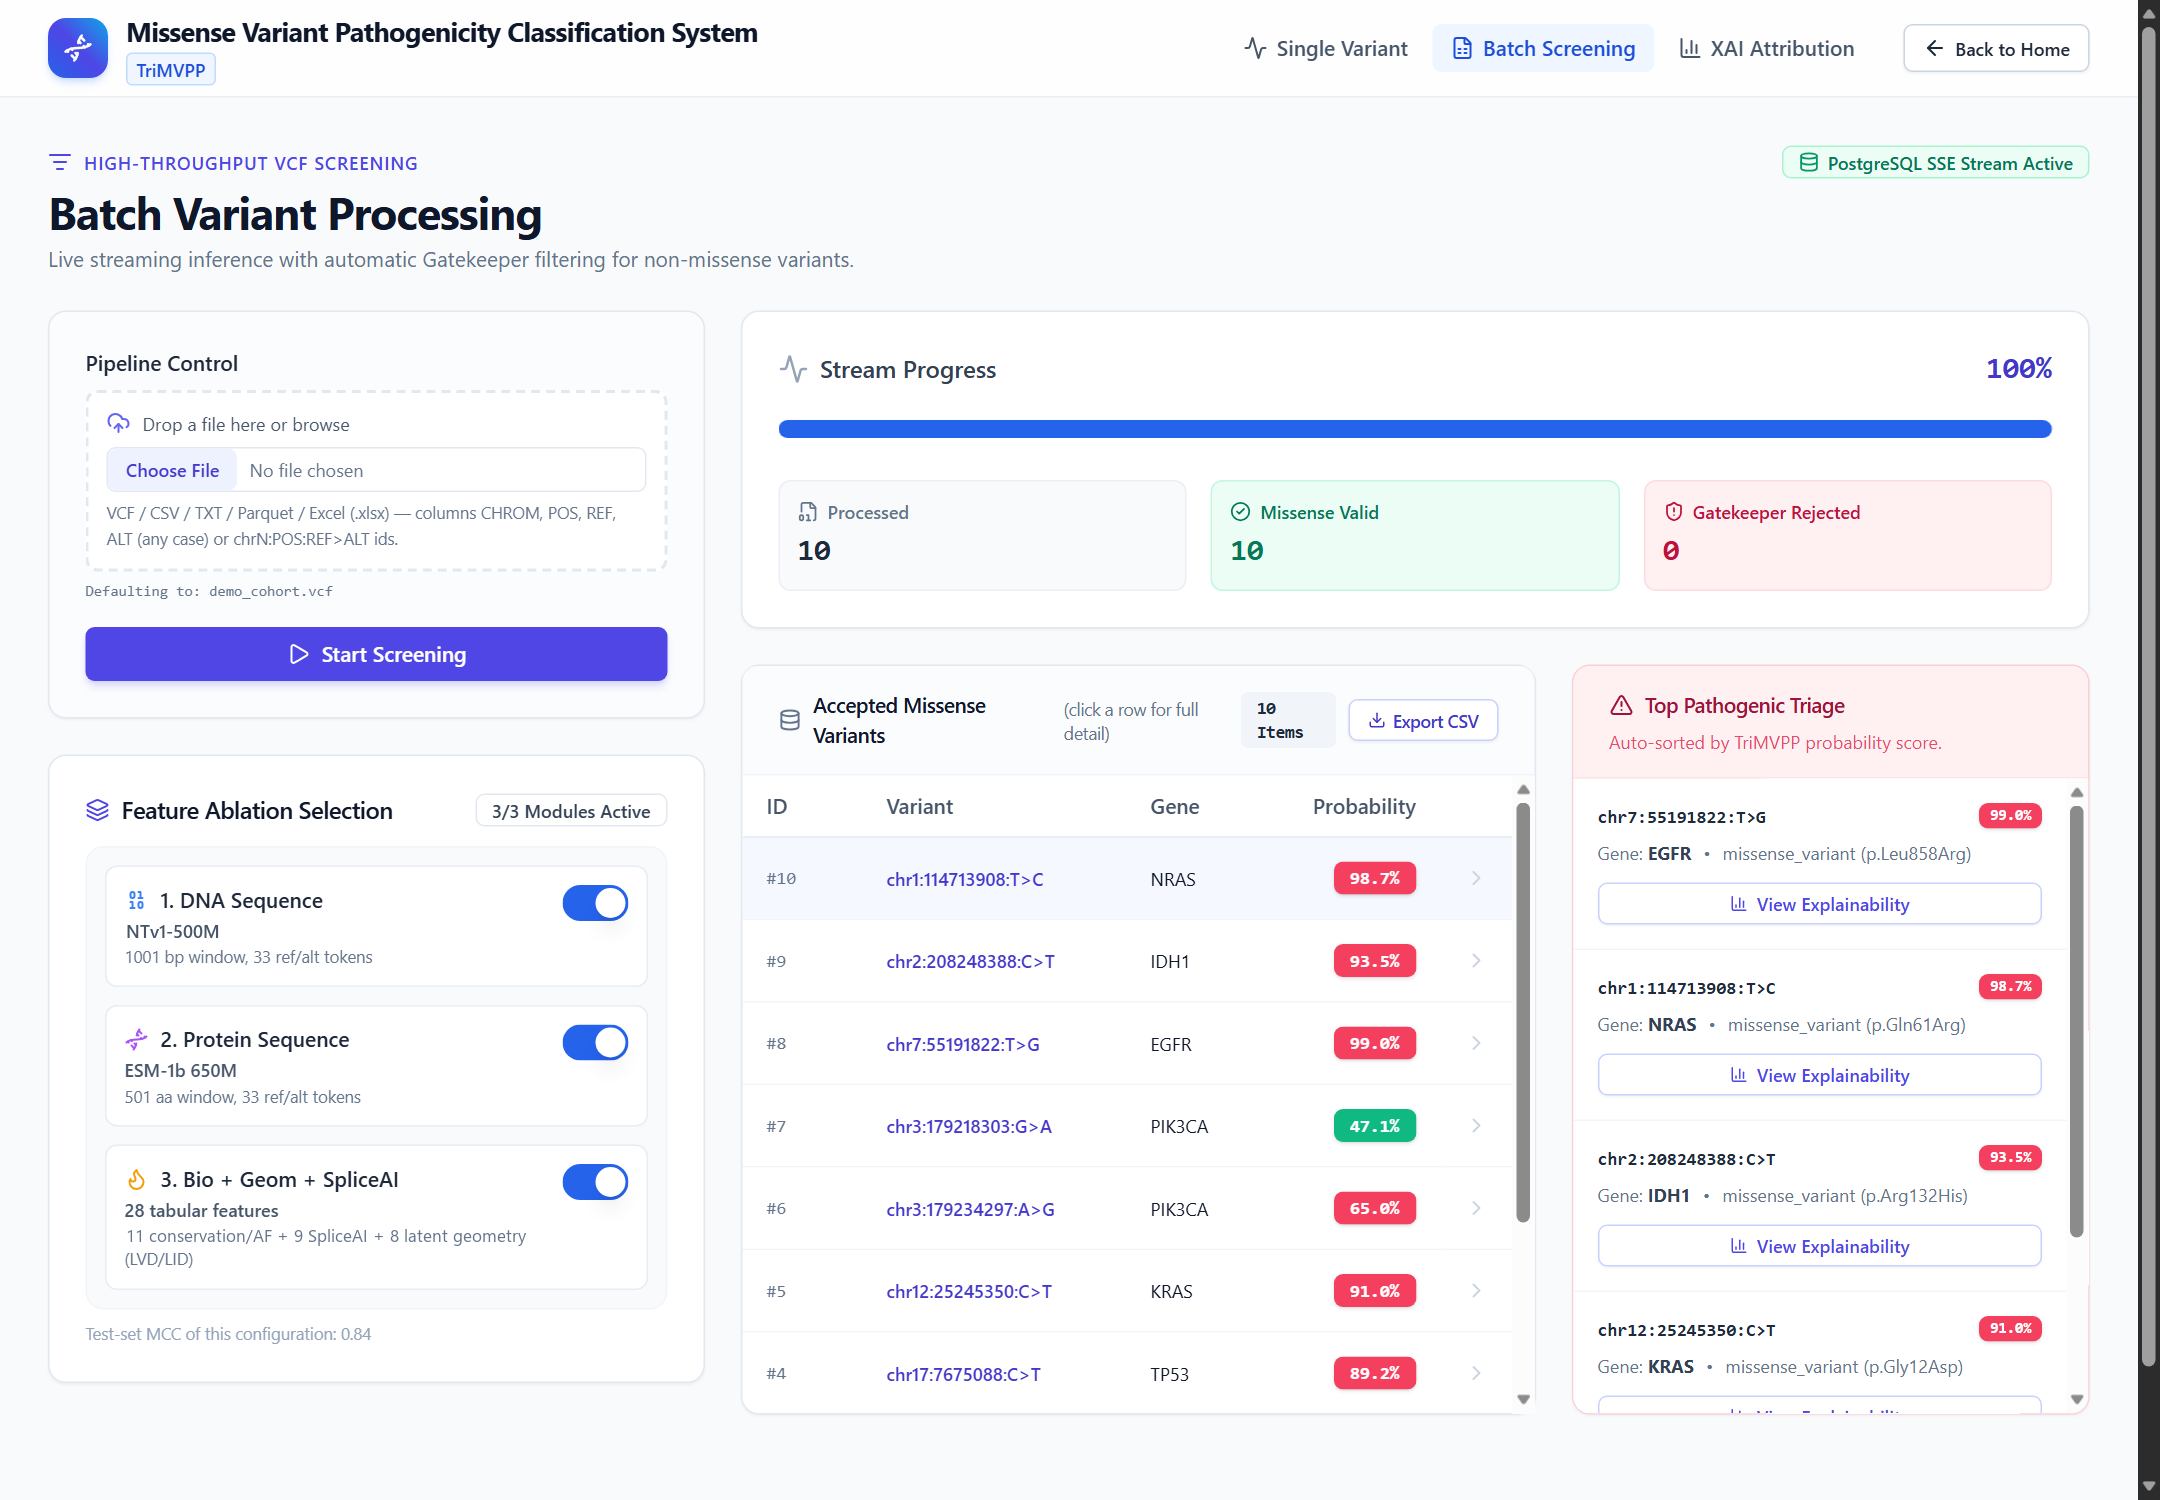 Missense Variant Pathogenicity Classification System
TriMVPP
Single Variant
Batch Screening
XAI Attribution
Back to Home
HIGH-THROUGHPUT VCF SCREENING
PostgreSQL SSE Stream Active
Batch Variant Processing
Live streaming inference with automatic Gatekeeper filtering for non-missense variants.
Pipeline Control
Drop a file here or browse
Choose File No file chosen
VCF / CSV / TXT / Parquet / Excel (.xlsx) — columns CHROM, POS, REF,
ALT (any case) or chrN:POS:REF>ALT ids.
Defaulting to: demo_cohort.vcf
Start Screening
Feature Ablation Selection
3/3 Modules Active
1. DNA Sequence
NTv1-500M
1001 bp window, 33 ref/alt tokens
2. Protein Sequence
ESM-1b 650M
501 aa window, 33 ref/alt tokens
3. Bio + Geom + SpliceAI
28 tabular features
11 conservation/AF + 9 SpliceAI + 8 latent geometry
(LVD/LID)
Test-set MCC of this configuration: 0.84
Stream Progress
100%
Processed
10
Missense Valid
10
Gatekeeper Rejected
0
Accepted Missense
Variants
(click a row for full
detail)
10
Items
Export CSV
ID Variant Gene Probability
#10 chr1:114713908:T>C NRAS 98.7%
#9 chr2:208248388:C>T IDH1 93.5%
#8 chr7:55191822:T>G EGFR 99.0%
#7 chr3:179218303:G>A PIK3CA 47.1%
#6 chr3:179234297:A>G PIK3CA 65.0%
#5 chr12:25245350:C>T KRAS 91.0%
#4 chr17:7675088:C>T TP53 89.2%
Top Pathogenic Triage
Auto-sorted by TriMVPP probability score.
chr7:55191822:T>G 99.0%
Gene: EGFR • missense_variant (p.Leu858Arg)
View Explainability
chr1:114713908:T>C 98.7%
Gene: NRAS • missense_variant (p.Gln61Arg)
View Explainability
chr2:208248388:C>T 93.5%
Gene: IDH1 • missense_variant (p.Arg132His)
View Explainability
chr12:25245350:C>T 91.0%
Gene: KRAS • missense_variant (p.Gly12Asp)